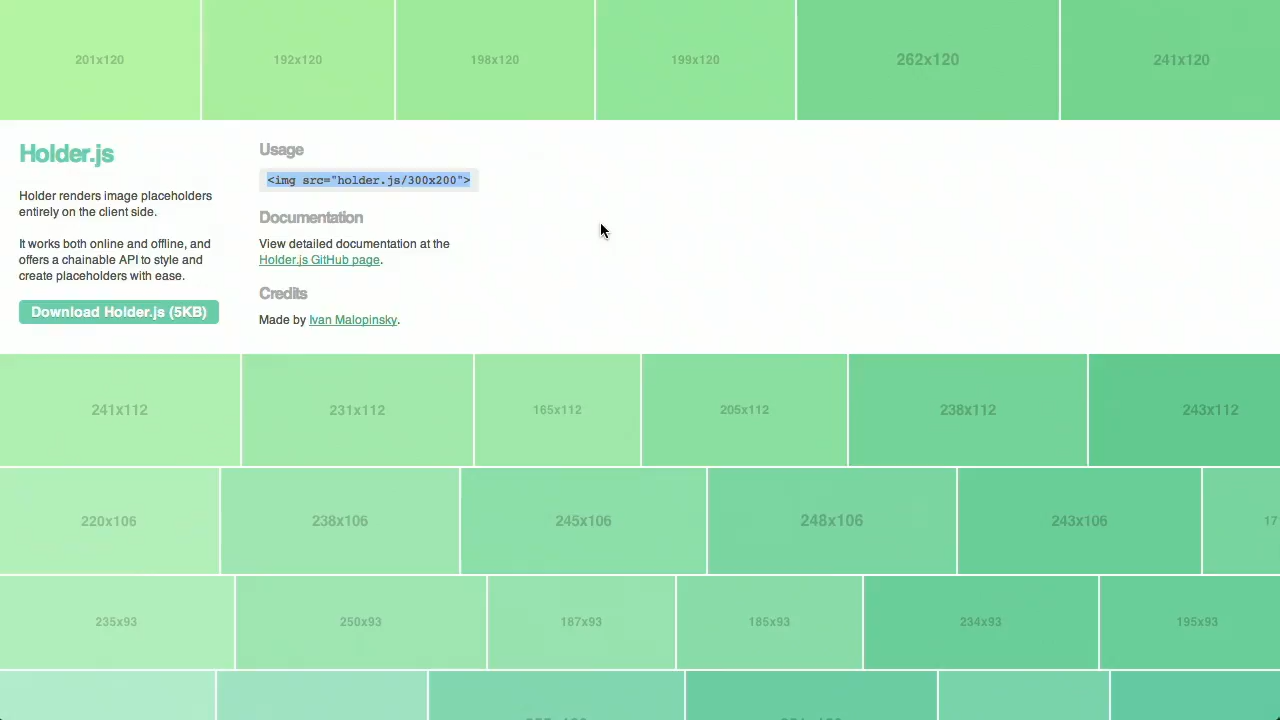 201x120
192x120
198x120
199x120
262x120
241x120
Holder.js
Holder renders image placeholders
entirely on the client side.
It works both online and offline, and
offers a chainable API to style and
create placeholders with ease.
Download Holder.js (5KB)
Usage
<img src="holder.js/300x200">
Documentation
View detailed documentation at the
Holder.js GitHub page.
Credits
Made by Ivan Malopinsky.
241x112
231x112
165x112
205x112
238x112
243x112
220x106
238x106
245x106
248x106
243x106
17
235x93
250x93
187x93
185x93
234x93
195x93